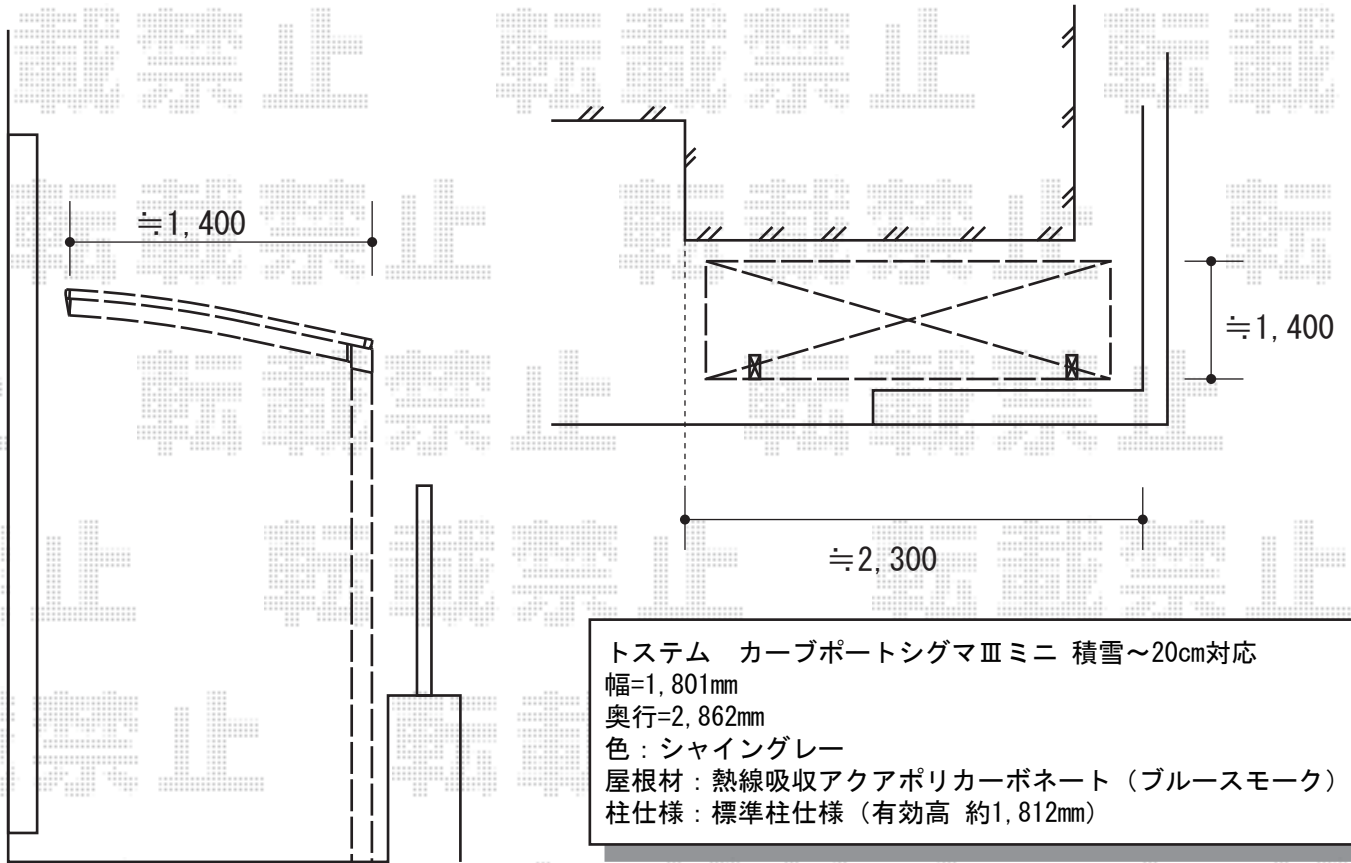 ≒1,400
≒1,400
≒2,300
トステム　カーブポートシグマⅢミニ 積雪～20cm対応
幅=1,801mm
奥行=2,862mm
色：シャイングレー
屋根材：熱線吸収アクアポリカーボネート（ブルースモーク）
柱仕様：標準柱仕様（有効高 約1,812mm）
転載禁止